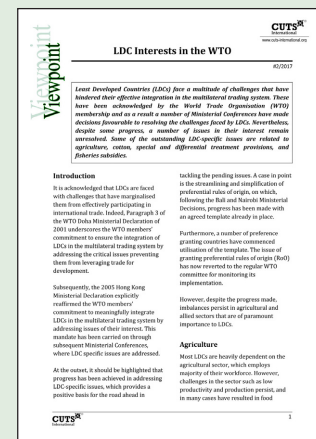 CUTS
International
www.cuts-international.org
Viewpoint
Viewpoint
LDC Interests in the WTO
#2/2017
Least Developed Countries (LDCs) face a multitude of challenges that have
hindered their effective integration in the multilateral trading system. These
have been acknowledged by the World Trade Organisation (WTO)
membership and as a result a number of Ministerial Conferences have made
decisions favourable to resolving the challenges faced by LDCs. Nevertheless,
despite some progress, a number of issues in their interest remain
unresolved. Some of the outstanding LDC-specific issues are related to
agriculture, cotton, special and differential treatment provisions, and
fisheries subsidies.
Introduction
It is acknowledged that LDCs are faced
with challenges that have marginalised
them from effectively participating in
international trade. Indeed, Paragraph 3 of
the WTO Doha Ministerial Declaration of
2001 underscores the WTO members'
commitment to ensure the integration of
LDCs in the multilateral trading system by
addressing the critical issues preventing
them from leveraging trade for
development.
Subsequently, the 2005 Hong Kong
Ministerial Declaration explicitly
reaffirmed the WTO members'
commitment to meaningfully integrate
LDCs in the multilateral trading system by
addressing issues of their interest. This
mandate has been carried on through
subsequent Ministerial Conferences,
where LDC specific issues are addressed.
At the outset, it should be highlighted that
progress has been achieved in addressing
LDC-specific issues, which provides a
positive basis for the road ahead in
tackling the pending issues. A case in point
is the streamlining and simplification of
preferential rules of origin, on which,
following the Bali and Nairobi Ministerial
Decisions, progress has been made with
an agreed template already in place.
Furthermore, a number of preference
granting countries have commenced
utilisation of the template. The issue of
granting preferential rules of origin (RoO)
has now reverted to the regular WTO
committee for monitoring its
implementation.
However, despite the progress made,
imbalances persist in agricultural and
allied sectors that are of paramount
importance to LDCs.
Agriculture
Most LDCs are heavily dependent on the
agricultural sector, which employs
majority of their workforce. However,
challenges in the sector such as low
productivity and production persist, and
in many cases have resulted in food
CUTS
International
1